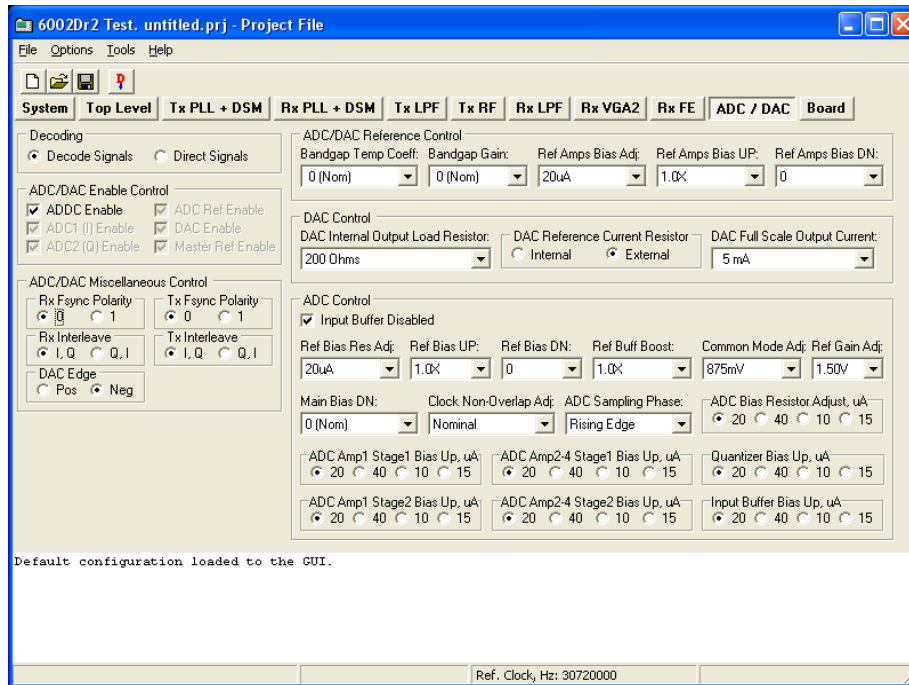 6002Dr2 Test. untitled.prj - Project File
File Options Tools Help
System Top Level Tx PLL + DSM Rx PLL + DSM Tx LPF Tx RF Rx LPF Rx VGA2 Rx FE ADC / DAC Board
Decoding
Decode Signals Direct Signals
ADC/DAC Enable Control
ADDC Enable ADC Ref Enable
ADC1 (I) Enable DAC Enable
ADC2 (Q) Enable Master Ref Enable
ADC/DAC Miscellaneous Control
Rx Fsync Polarity Tx Fsync Polarity
0 1 0 1
Rx Interleave Tx Interleave
I, Q Q, I I, Q Q, I
DAC Edge
Pos Neg
ADC/DAC Reference Control
Bandgap Temp Coeff: Bandgap Gain: Ref Amps Bias Adj: Ref Amps Bias UP: Ref Amps Bias DN:
0 (Nom) 0 (Nom) 20uA 1.0X 0
DAC Control
DAC Internal Output Load Resistor: DAC Reference Current Resistor DAC Full Scale Output Current:
200 Ohms Internal External 5 mA
ADC Control
Input Buffer Disabled
Ref Bias Res Adj: Ref Bias UP: Ref Bias DN: Ref Buff Boost: Common Mode Adj: Ref Gain Adj:
20uA 1.0X 0 1.0X 875mV 1.50V
Main Bias DN: Clock Non-Overlap Adj: ADC Sampling Phase: ADC Bias Resistor Adjust, uA
0 (Nom) Nominal Rising Edge 20 40 10 15
ADC Amp1 Stage1 Bias Up, uA ADC Amp2-4 Stage1 Bias Up, uA Quantizer Bias Up, uA
20 40 10 15 20 40 10 15 20 40 10 15
ADC Amp1 Stage2 Bias Up, uA ADC Amp2-4 Stage2 Bias Up, uA Input Buffer Bias Up, uA
20 40 10 15 20 40 10 15 20 40 10 15
Default configuration loaded to the GUI.
Ref. Clock, Hz: 30720000